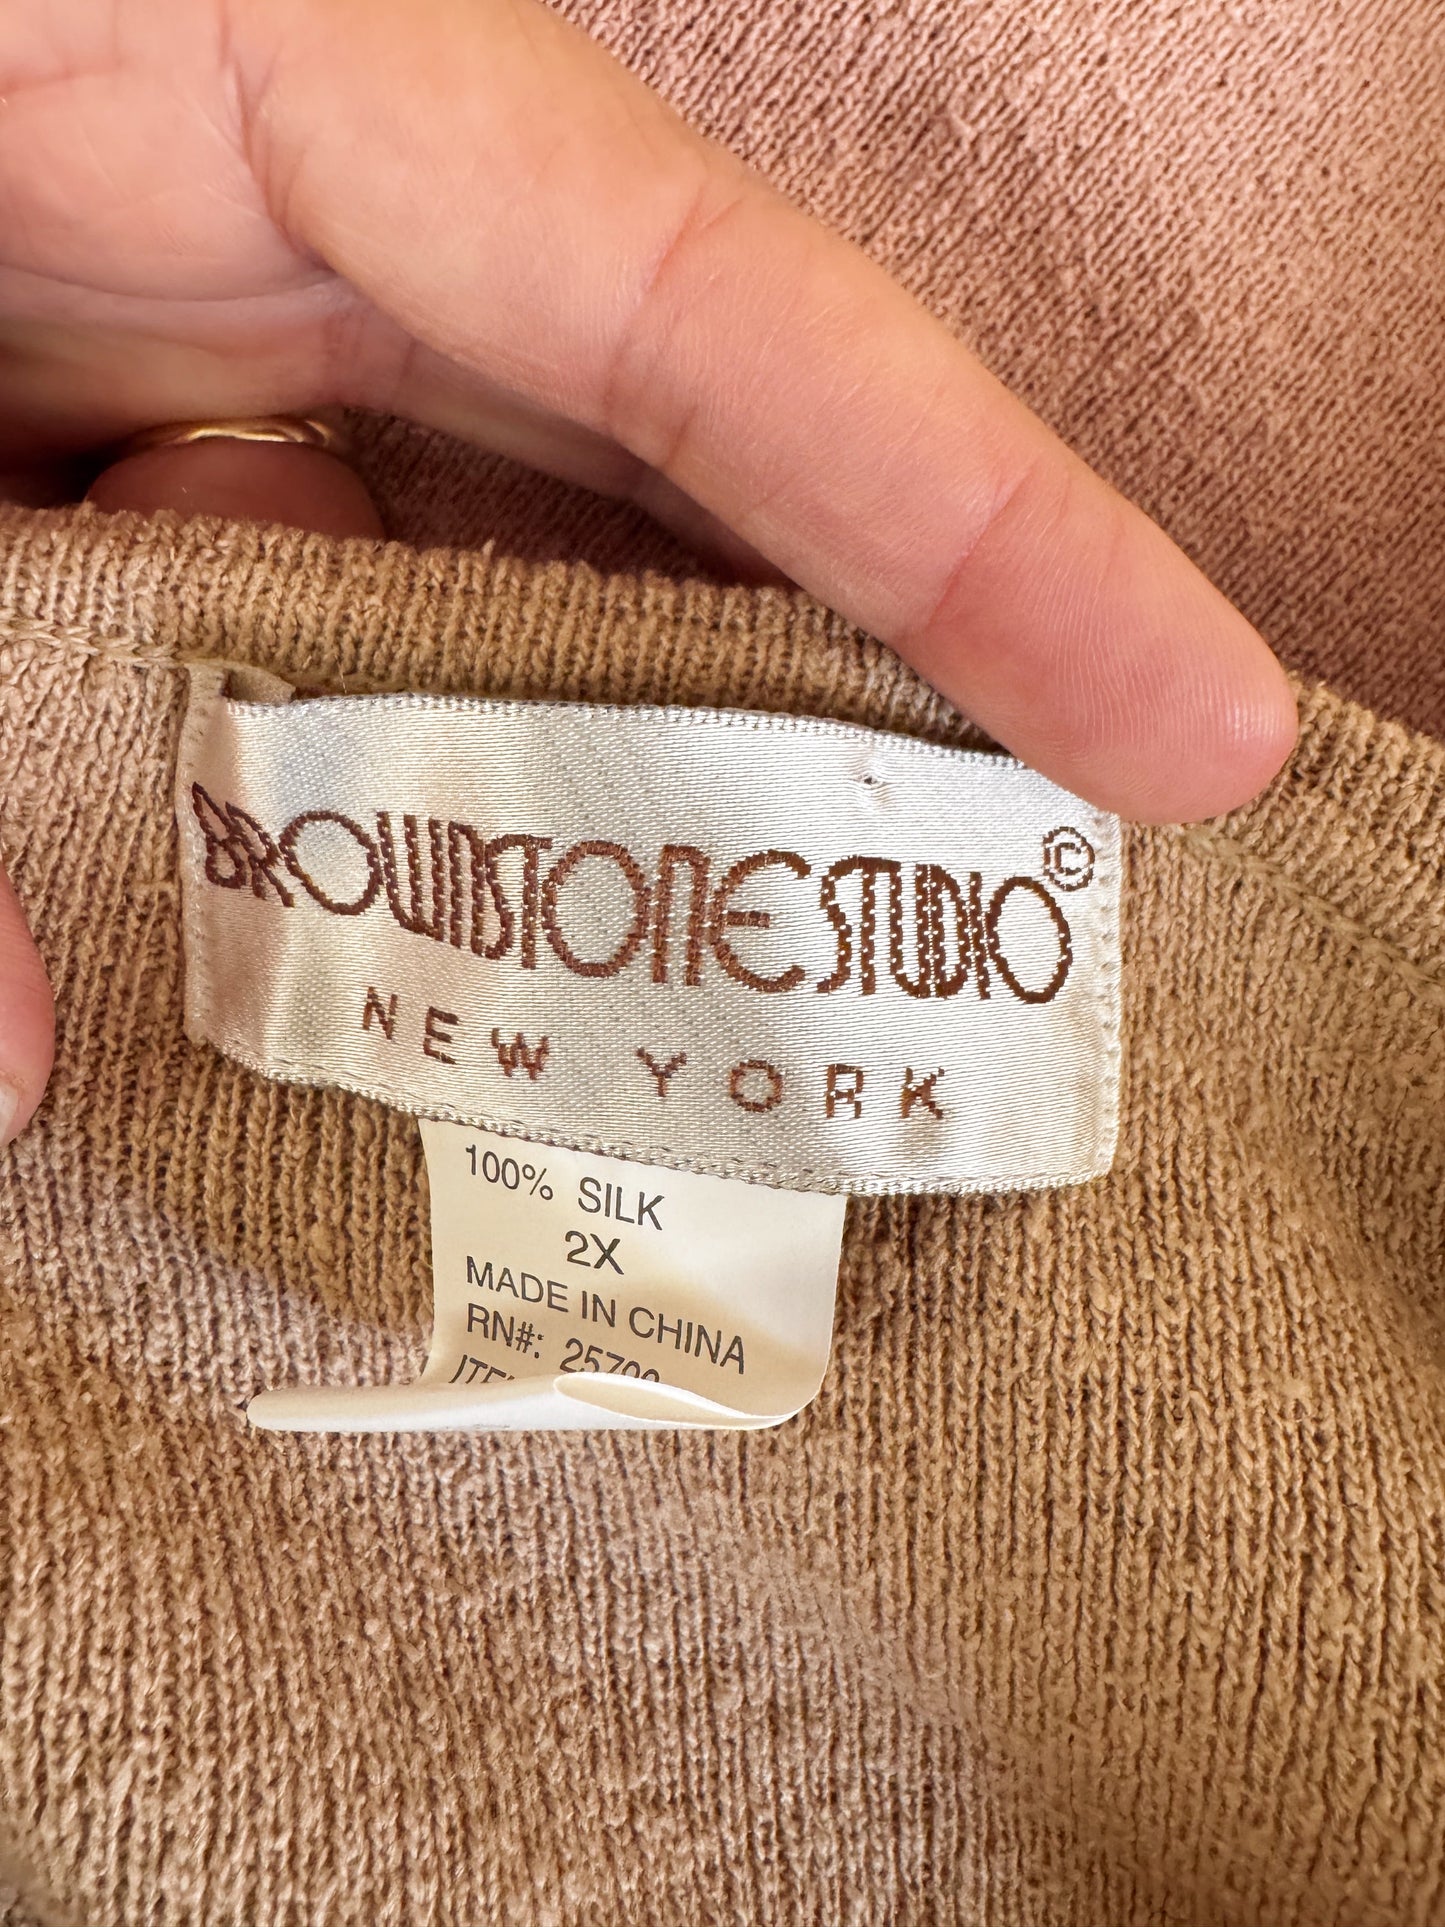 BROWNSTONE STUDIO©
NEW YORK
100% SILK
2X
MADE IN CHINA
RN#: